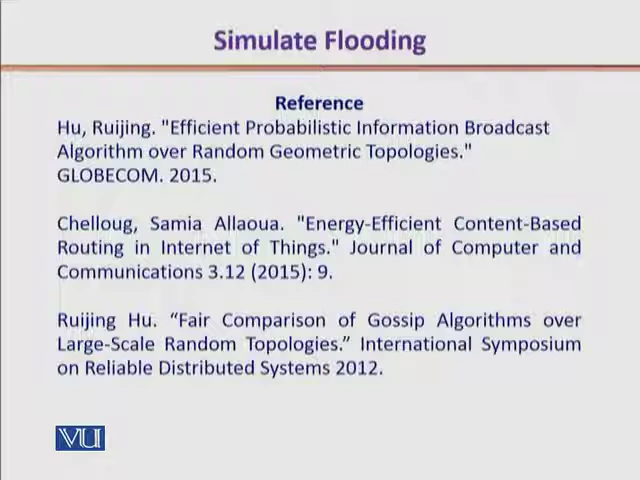 Simulate Flooding
Reference
Hu, Ruijing. "Efficient Probabilistic Information Broadcast
Algorithm over Random Geometric Topologies."
GLOBECOM. 2015.
Chelloug, Samia Allaoua. "Energy-Efficient Content-Based
Routing in Internet of Things." Journal of Computer and
Communications 3.12 (2015): 9.
Ruijing Hu. “Fair Comparison of Gossip Algorithms over
Large-Scale Random Topologies.” International Symposium
on Reliable Distributed Systems 2012.
VU